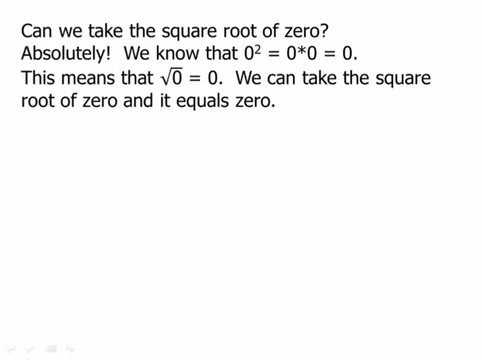 Can we take the square root of zero?
Absolutely!  We know that 0² = 0*0 = 0.
This means that √0 = 0.  We can take the square
root of zero and it equals zero.